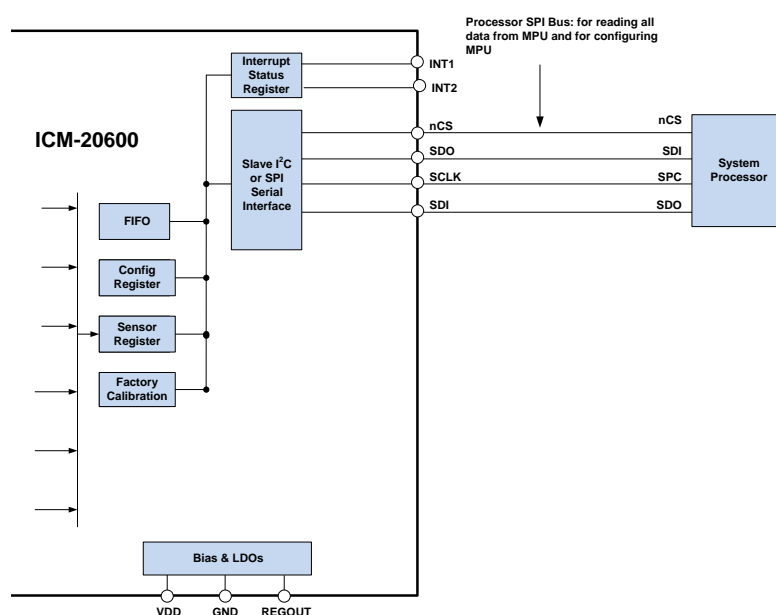 Processor SPI Bus: for reading all
data from MPU and for configuring
MPU
Interrupt
Status
Register
INT1
INT2
ICM-20600
Slave I²C
or SPI
Serial
Interface
nCS
SDO
SCLK
SDI
nCS
SDI
SPC
SDO
System
Processor
FIFO
Config
Register
Sensor
Register
Factory
Calibration
Bias & LDOs
VDD
GND
REGOUT